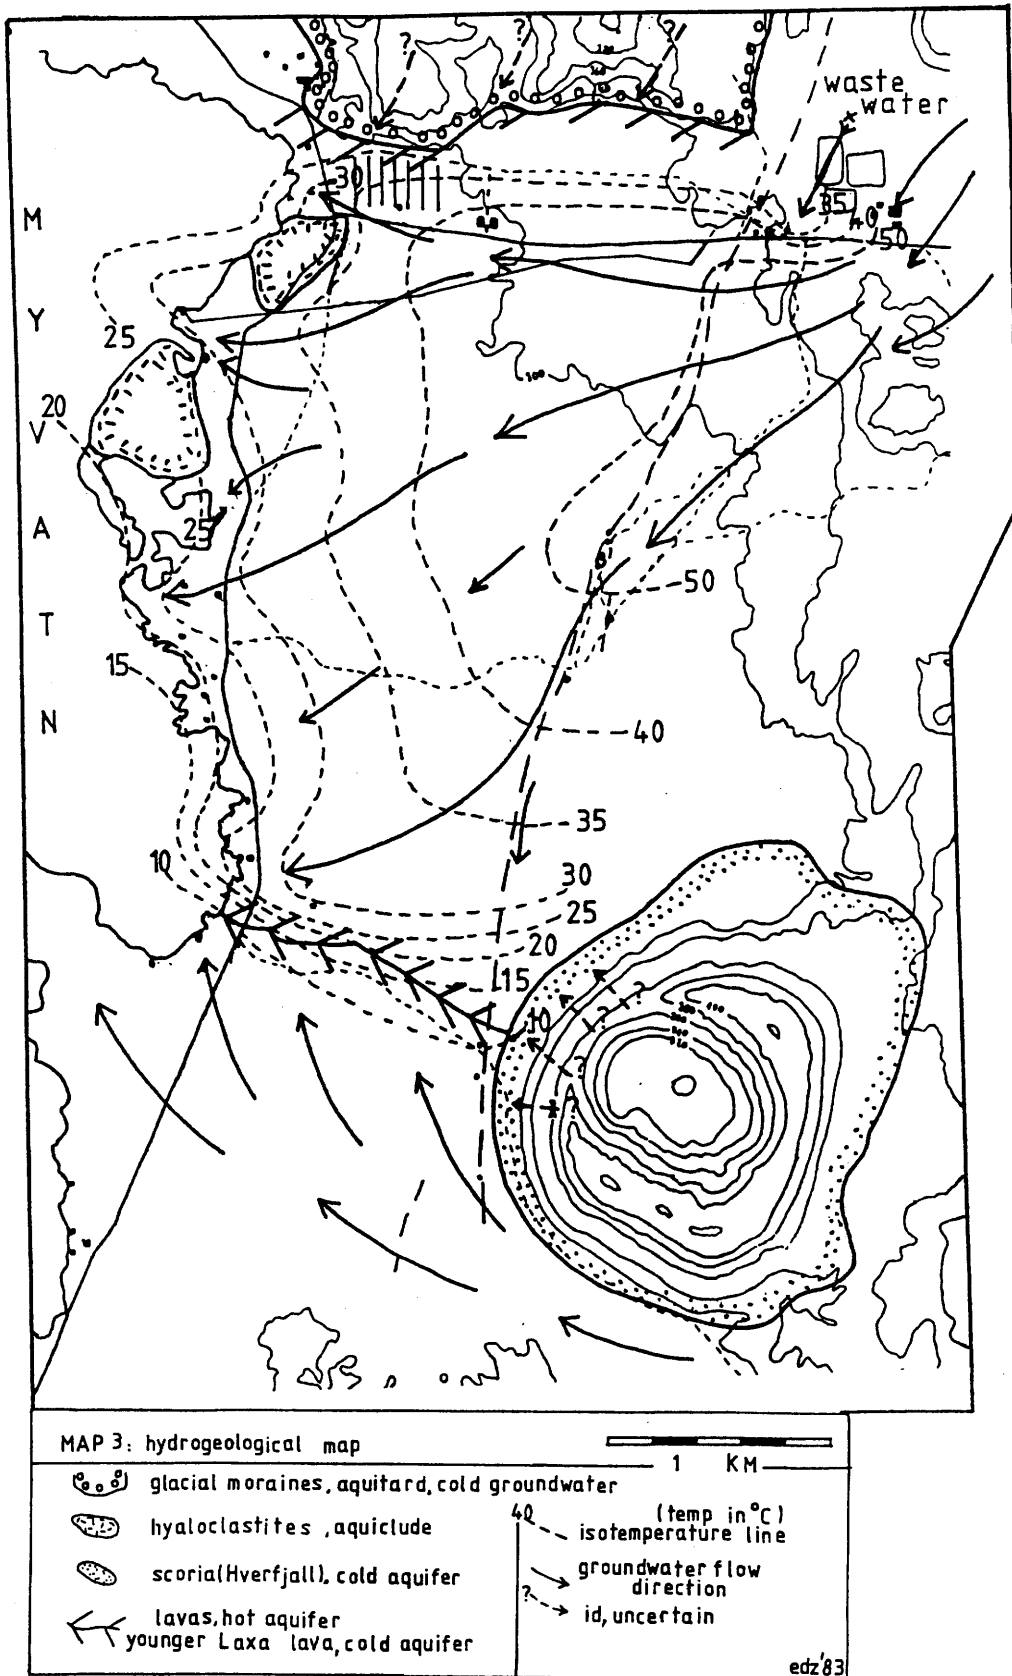 waste
water
30
35
40°
50
M
Y
V
A
T
N
25
100
20
25
50
15
40
35
10
30
25
20
15
10
?
?
?
?
?
?
?
MAP 3: hydrogeological map
1 KM
glacial moraines, aquitard, cold groundwater
hyaloclastites, aquiclude
scoria(Hverfjall), cold aquifer
lavas, hot aquifer
younger Laxa lava, cold aquifer
40 (temp in °C)
isotemperature line
groundwater flow
direction
?
id, uncertain
edz'83